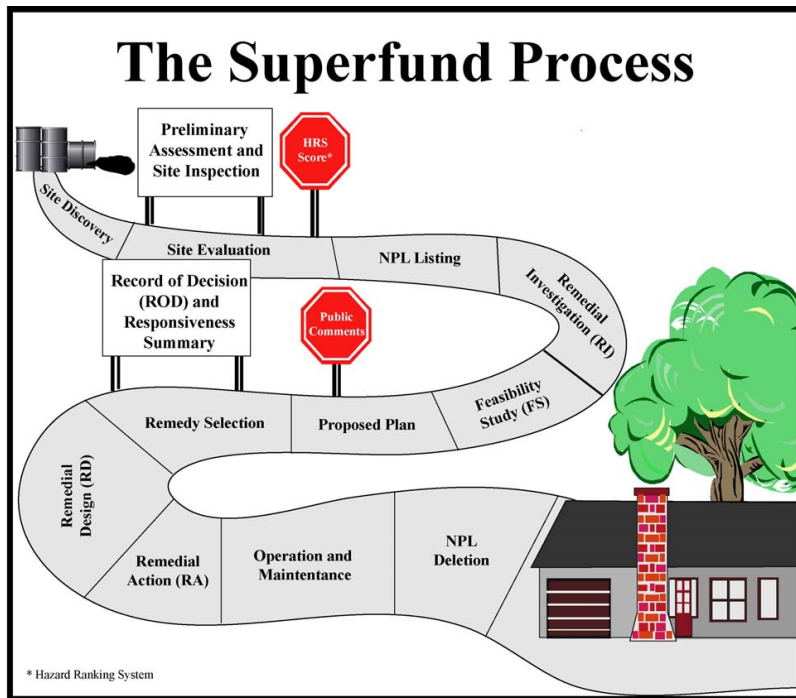 The Superfund Process
Preliminary
Assessment and
Site Inspection
HRS
Score*
Site Discovery
Site Evaluation
NPL Listing
Remedial
Investigation (RI)
Record of Decision
(ROD) and
Responsiveness
Summary
Public
Comments
Feasibility
Study (FS)
Proposed Plan
Remedy Selection
Remedial
Design (RD)
Remedial
Action (RA)
Operation and
Maintentance
NPL
Deletion
* Hazard Ranking System